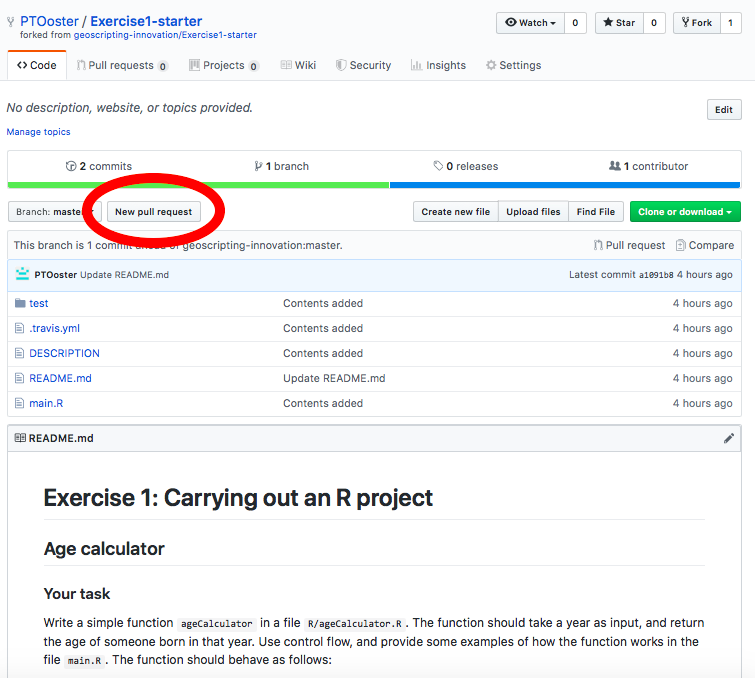 PTOoster / Exercise1-starter Watch 0 Star 0 Fork 1
forked from geoscripting-innovation/Exercise1-starter
Code Pull requests 0 Projects 0 Wiki Security Insights Settings
No description, website, or topics provided. Edit
Manage topics
2 commits 1 branch 0 releases 1 contributor
Branch: master New pull request Create new file Upload files Find File Clone or download
This branch is 1 commit of geoscripting-innovation:master. Pull request Compare
PTOoster Update README.md Latest commit a1091b8 4 hours ago
test Contents added 4 hours ago
.travis.yml Contents added 4 hours ago
DESCRIPTION Contents added 4 hours ago
README.md Update README.md 4 hours ago
main.R Contents added 4 hours ago
README.md
Exercise 1: Carrying out an R project
Age calculator
Your task
Write a simple function ageCalculator in a file R/ageCalculator.R . The function should take a year as input, and return
the age of someone born in that year. Use control flow, and provide some examples of how the function works in the
file main.R . The function should behave as follows: